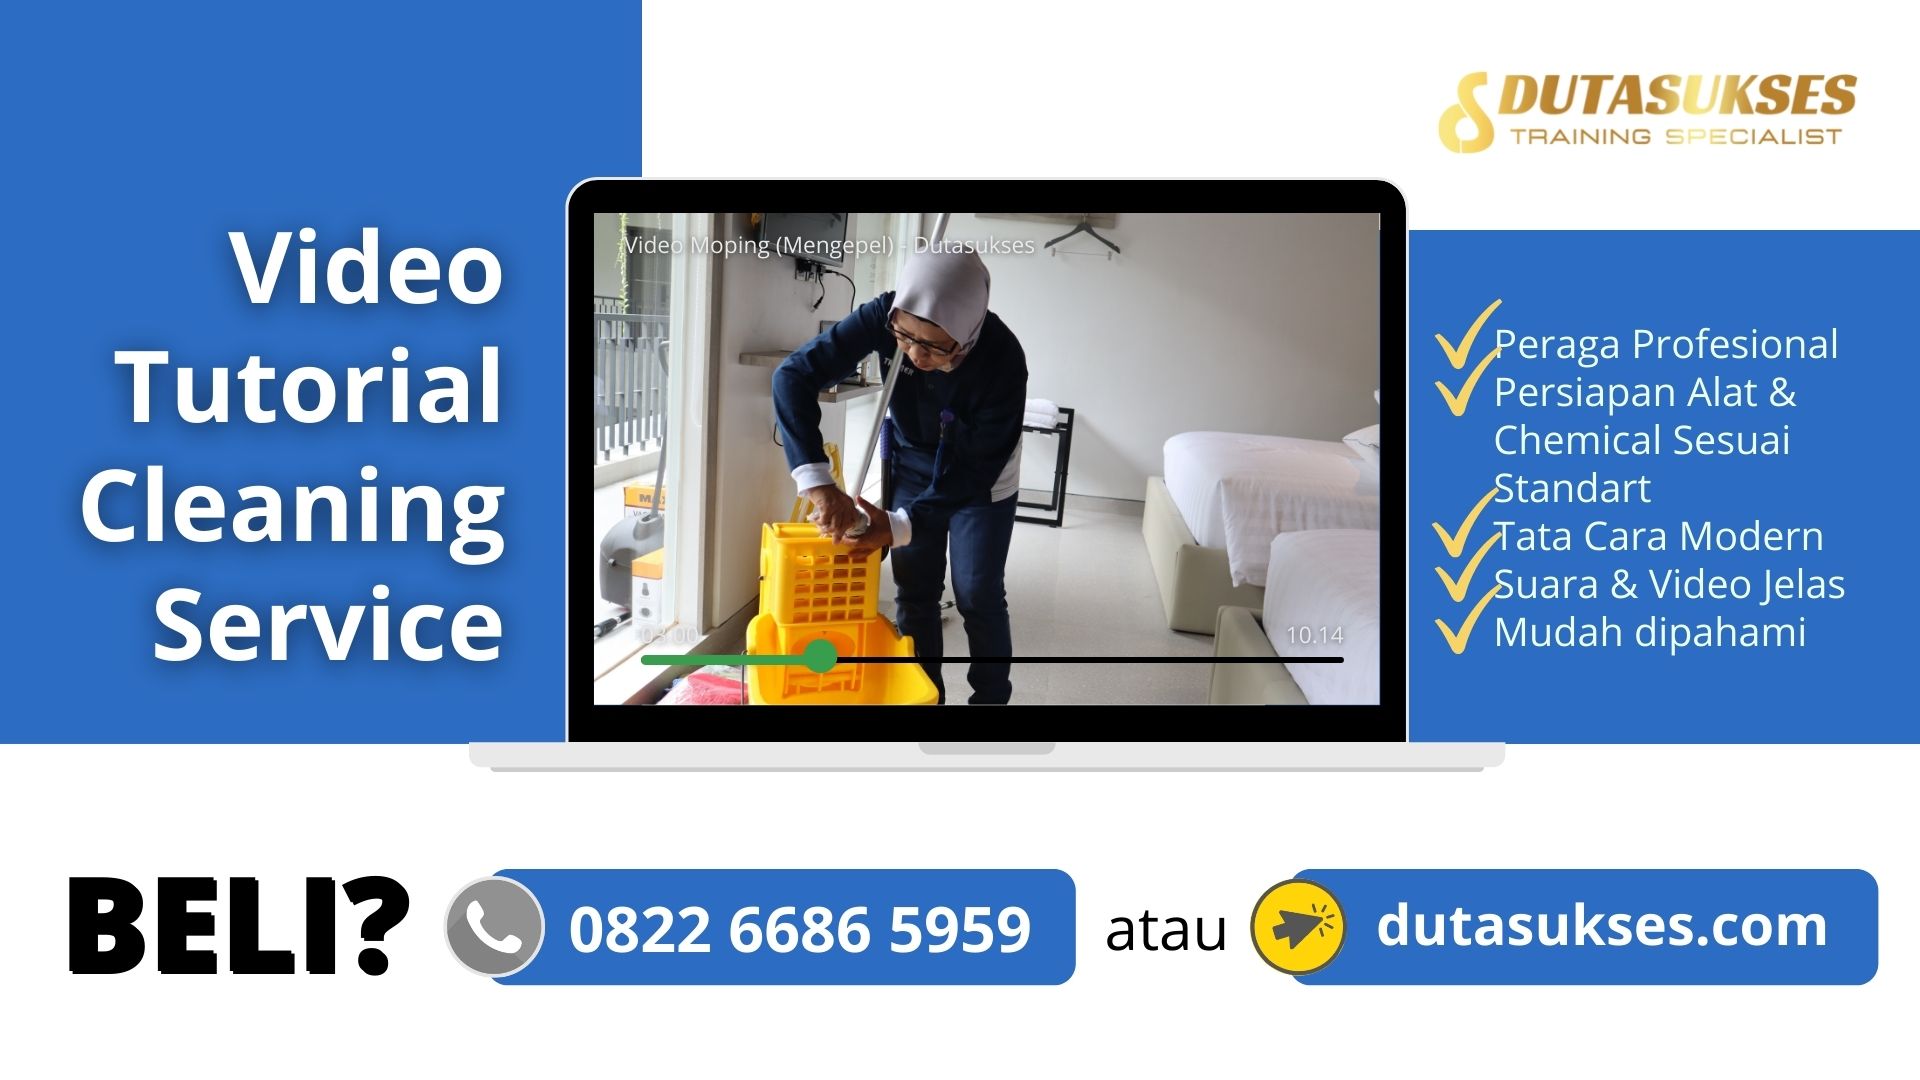 DUTASUKSES
TRAINING SPECIALIST
Video
Tutorial
Cleaning
Service
Video Moping (Mengepel) - Dutasukses
TRAINER
03.00
10.14
Peraga Profesional
Persiapan Alat &
Chemical Sesuai
Standart
Tata Cara Modern
Suara & Video Jelas
Mudah dipahami
BELI?
0822 6686 5959
atau
dutasukses.com